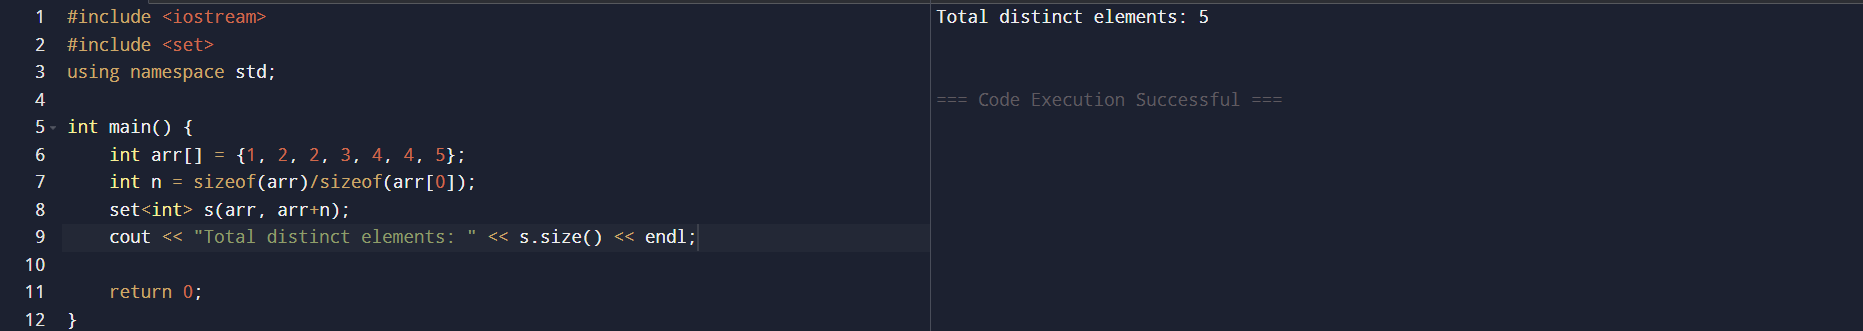 1 #include <iostream>
2 #include <set>
3 using namespace std;
4
5 int main() {
6     int arr[] = {1, 2, 2, 3, 4, 4, 5};
7     int n = sizeof(arr)/sizeof(arr[0]);
8     set<int> s(arr, arr+n);
9     cout << "Total distinct elements: " << s.size() << endl;
10
11     return 0;
12 }
Total distinct elements: 5
=== Code Execution Successful ===